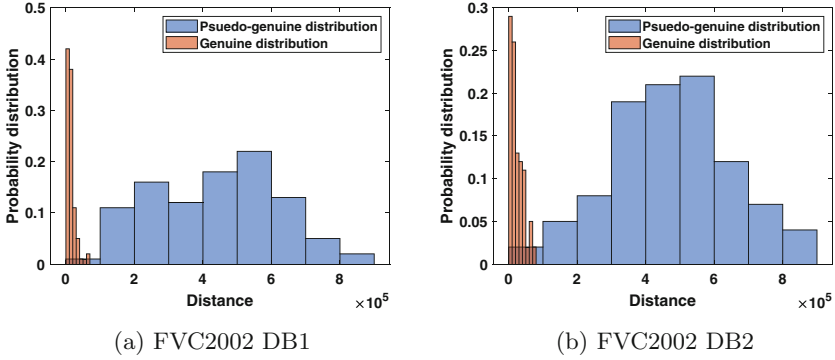 0.5
0.4
0.3
0.2
0.1
0
Probability distribution
Psuedo-genuine distribution
Genuine distribution
0 2 4 6 8
Distance
×10^5
(a) FVC2002 DB1
0.3
0.25
0.2
0.15
0.1
0.05
0
Probability distribution
Psuedo-genuine distribution
Genuine distribution
0 2 4 6 8
Distance
×10^5
(b) FVC2002 DB2